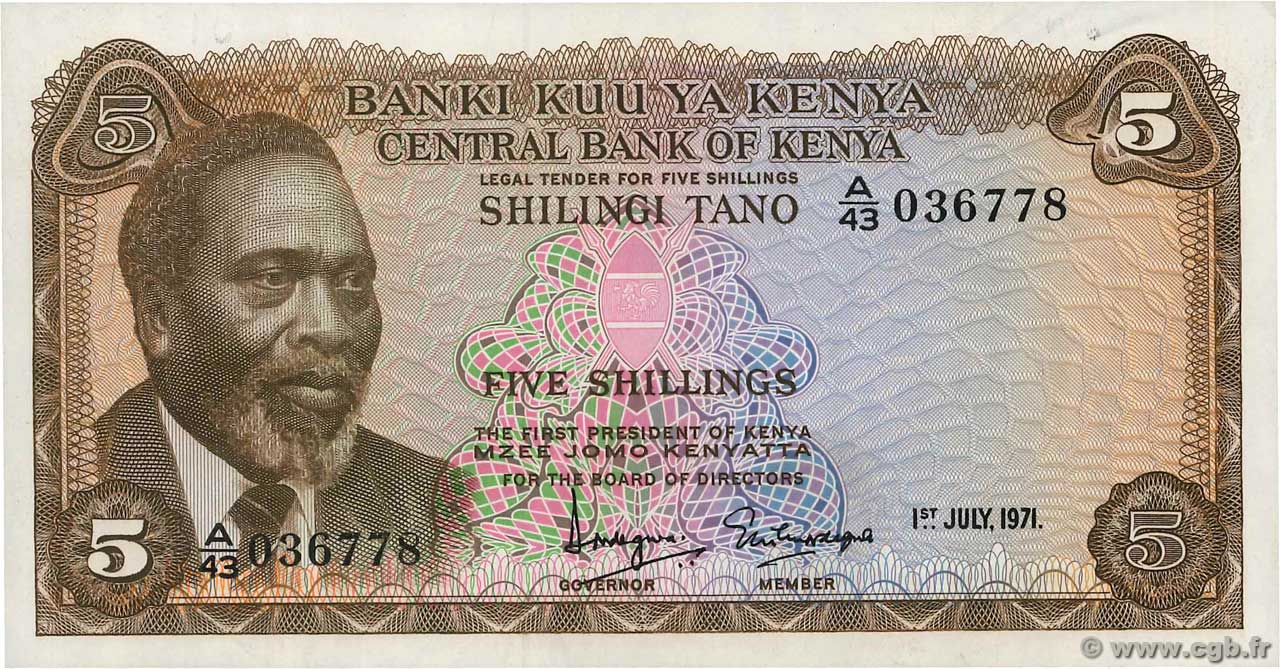 5 5
BANKI KUU YA KENYA
CENTRAL BANK OF KENYA
LEGAL TENDER FOR FIVE SHILLINGS
SHILINGI TANO
A/43 036778
FIVE SHILLINGS
THE FIRST PRESIDENT OF KENYA
MZEE JOMO KENYATTA
FOR THE BOARD OF DIRECTORS
1ST JULY, 1971.
5 A/43 036778 5
GOVERNOR MEMBER
© www.cgb.fr